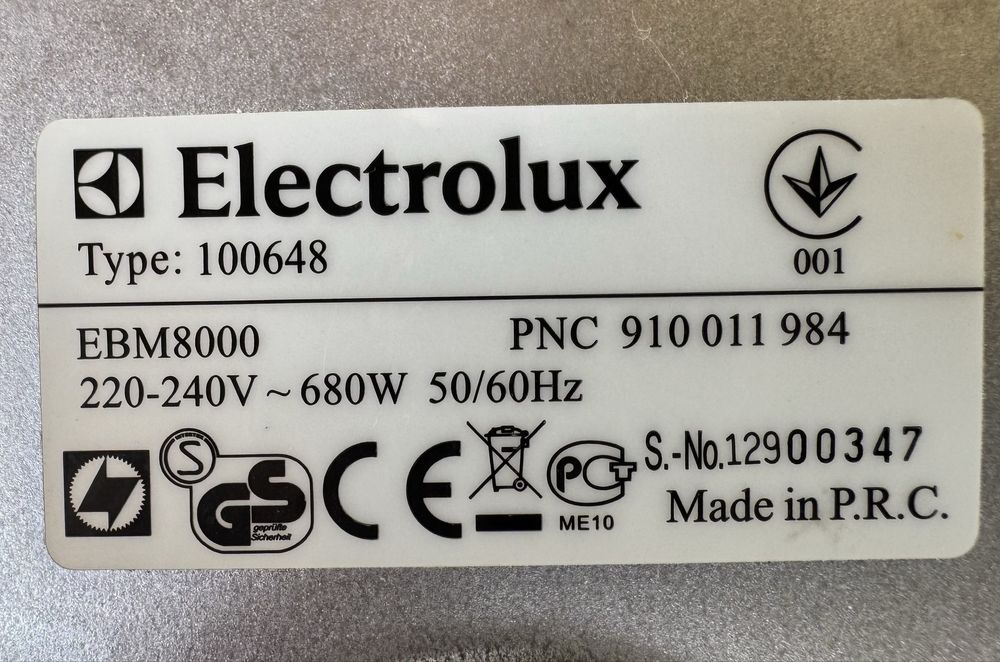 Electrolux
Type: 100648
001
EBM8000 PNC 910 011 984
220-240V ~ 680W 50/60Hz
INTERTEK
S
GS
geprüfte
Sicherheit
CE
PCT
ME10
S.-No.12900347
Made in P.R.C.